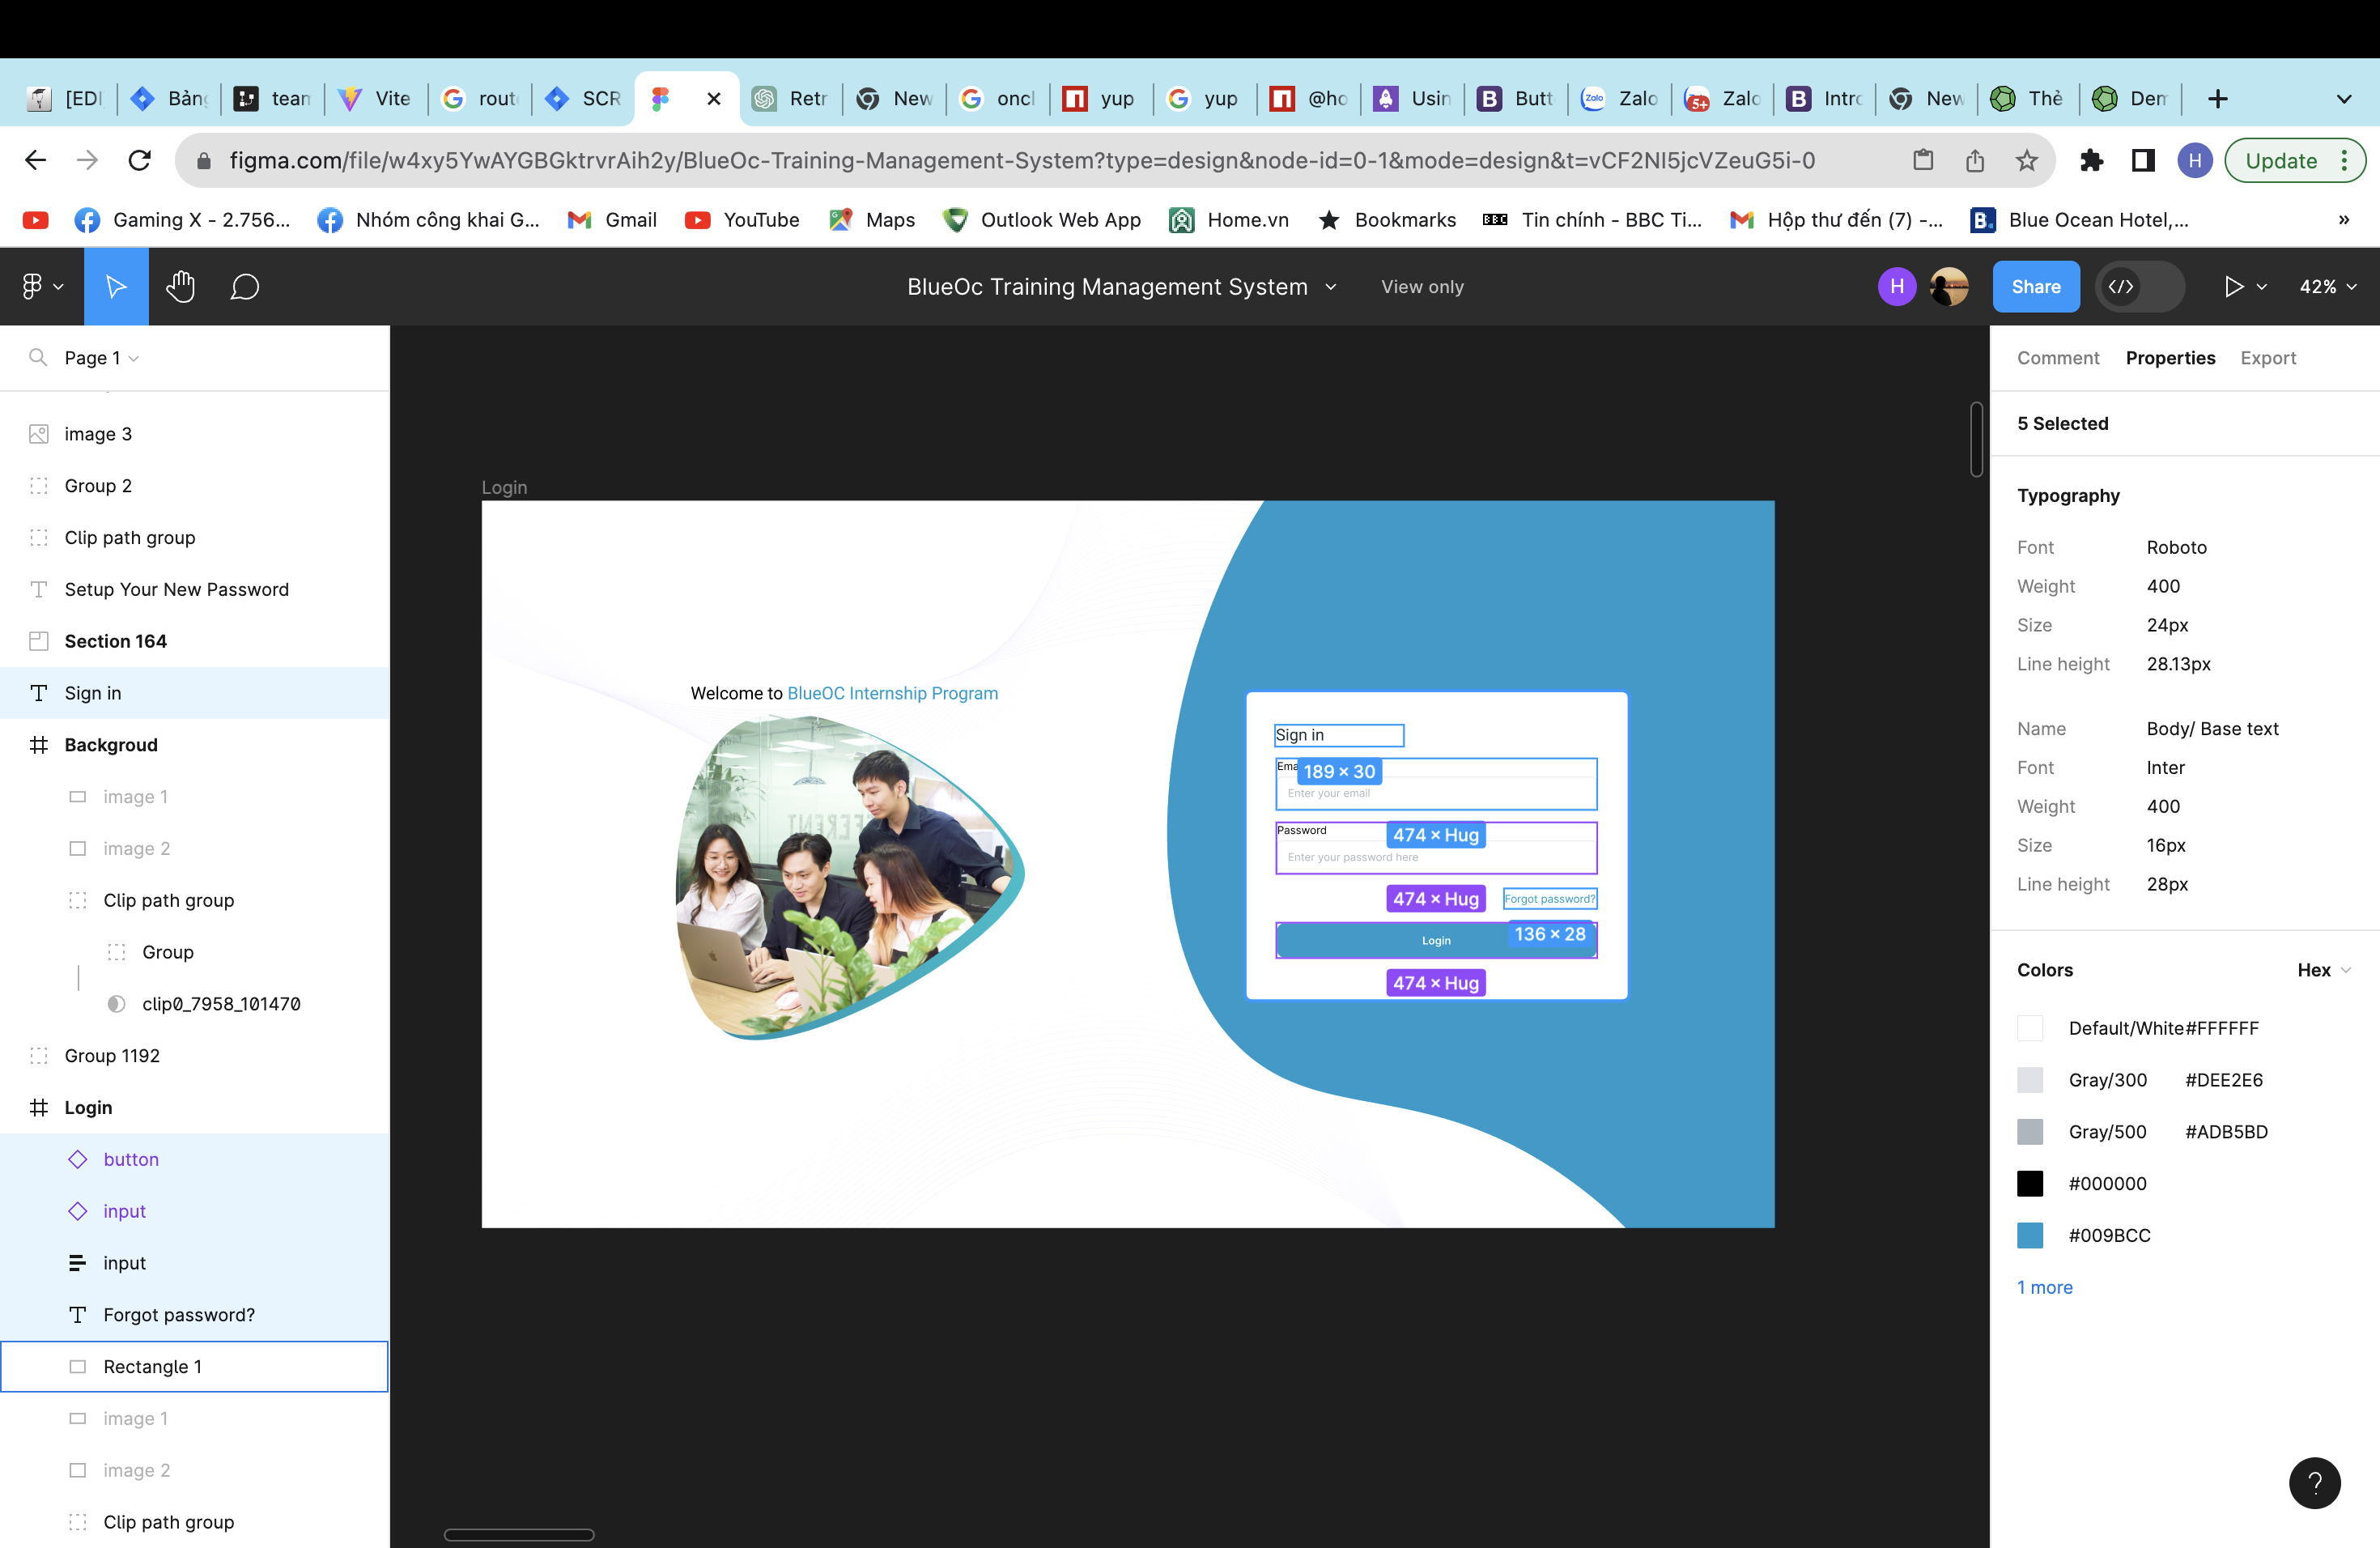 [EDI
Bảng
team
Vite
rout
SCR
Retr
New
oncl
yup
yup
@ho
Usin
Butt
Zalo
Zalo
Intro
New
Thẻ
Dem
figma.com/file/w4xy5YwAYGBGktrvrAih2y/BlueOc-Training-Management-System?type=design&node-id=0-1&mode=design&t=vCF2NI5jcVZeuG5i-0
H
Update
Gaming X - 2.756...
Nhóm công khai G...
Gmail
YouTube
Maps
Outlook Web App
Home.vn
Bookmarks
BBC
Tin chính - BBC Ti...
Hộp thư đến (7) -...
B.
Blue Ocean Hotel,...
»
BlueOc Training Management System
View only
H
Share
42%
Page 1
image 3
Group 2
Clip path group
Setup Your New Password
Section 164
Sign in
Backgroud
image 1
image 2
Clip path group
Group
clip0_7958_101470
Group 1192
Login
button
input
input
Forgot password?
Rectangle 1
image 1
image 2
Clip path group
Login
Welcome to BlueOC Internship Program
Sign in
Ema
189 × 30
Enter your email
Password
474 × Hug
Enter your password here
474 × Hug
Forgot password?
Login
136 × 28
474 × Hug
Comment
Properties
Export
5 Selected
Typography
Font Roboto
Weight 400
Size 24px
Line height 28.13px
Name Body/ Base text
Font Inter
Weight 400
Size 16px
Line height 28px
Colors
Hex
Default/White #FFFFFF
Gray/300 #DEE2E6
Gray/500 #ADB5BD
#000000
#009BCC
1 more
?